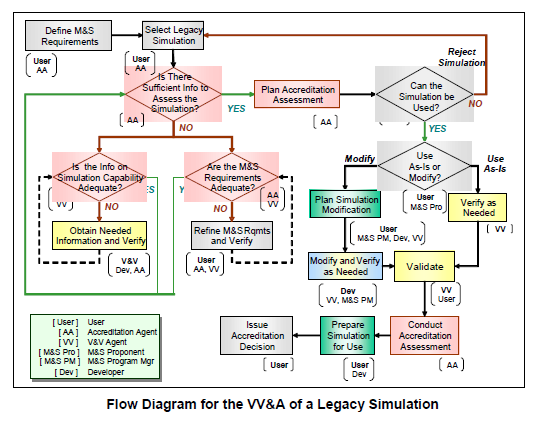 Define M&S
Requirements
User
AA
Select Legacy
Simulation
User
AA
Reject
Simulation
Is There
Sufficient Info to
Assess the
Simulation?
[ AA ]
YES
NO
Plan Accreditation
Assessment
[ AA ]
Can the
Simulation be
Used?
NO
YES
Is the Info on
Simulation Capability
Adequate?
VV
YES
NO
Are the M&S
Requirements
Adequate?
AA
VV
Y
NO
Modify
Use
As-Is or
Modify?
Use
As-Is
User
M&S Pro
Obtain Needed
Information and Verify
V&V
Dev, AA
Refine M&S Rqmts
and Verify
User
AA, VV
Plan Simulation
Modification
User
M&S PM, Dev, VV
Verify as
Needed
[ VV ]
Modify and Verify
as Needed
Dev
VV, M&S PM
Validate
VV
User
[ User ] User
[ AA ] Accreditation Agent
[ VV ] V&V Agent
[ M&S Pro ] M&S Proponent
[ M&S PM ] M&S Program Mgr
[ Dev ] Developer
Issue
Accreditation
Decision
[ User ]
Prepare
Simulation
for Use
User
Dev
Conduct
Accreditation
Assessment
[ AA ]
Flow Diagram for the VV&A of a Legacy Simulation